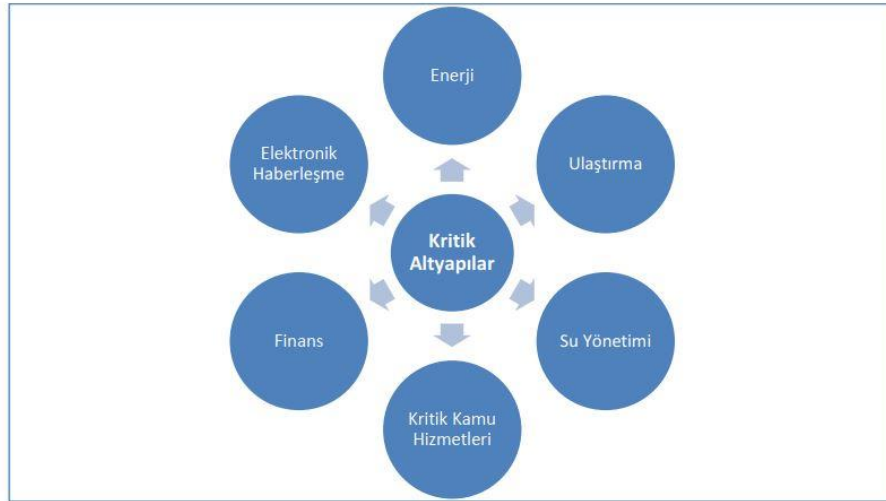 Enerji
Elektronik
Haberleşme
Ulaştırma
Kritik
Altyapılar
Finans
Su Yönetimi
Kritik Kamu
Hizmetleri